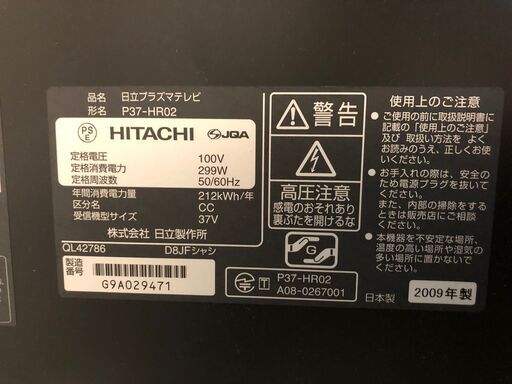 品名 日立プラズマテレビ
形名 P37-HR02
PS E HITACHI JQA
定格電圧 100V
定格消費電力 299W
定格周波数 50/60Hz
年間消費電力量 212kWh/年
区分名 CC
受信機型サイズ 37V
株式会社 日立製作所
QL42786 D8JFシャシ
製造番号
G9A029471
警告
高圧注意
感電のおそれあり
裏ぶたを開けるな
T P37-HR02
A08-0267001
使用上のご注意
●ご使用の前に取扱説明書に
記載の「使用上のご注意」及
び取扱い方法を よく
お読みのうえ、正しくお使
いください。
●お手入れの際は、安全の
ため電源プラグを抜いて
ください。
また、内部の掃除をする
ときは販売店にご相談
ください。
●本機器を不安定な場所、
温度の高い場所や湿気の
多い場所に置かないで
ください。
日本製 2009年製